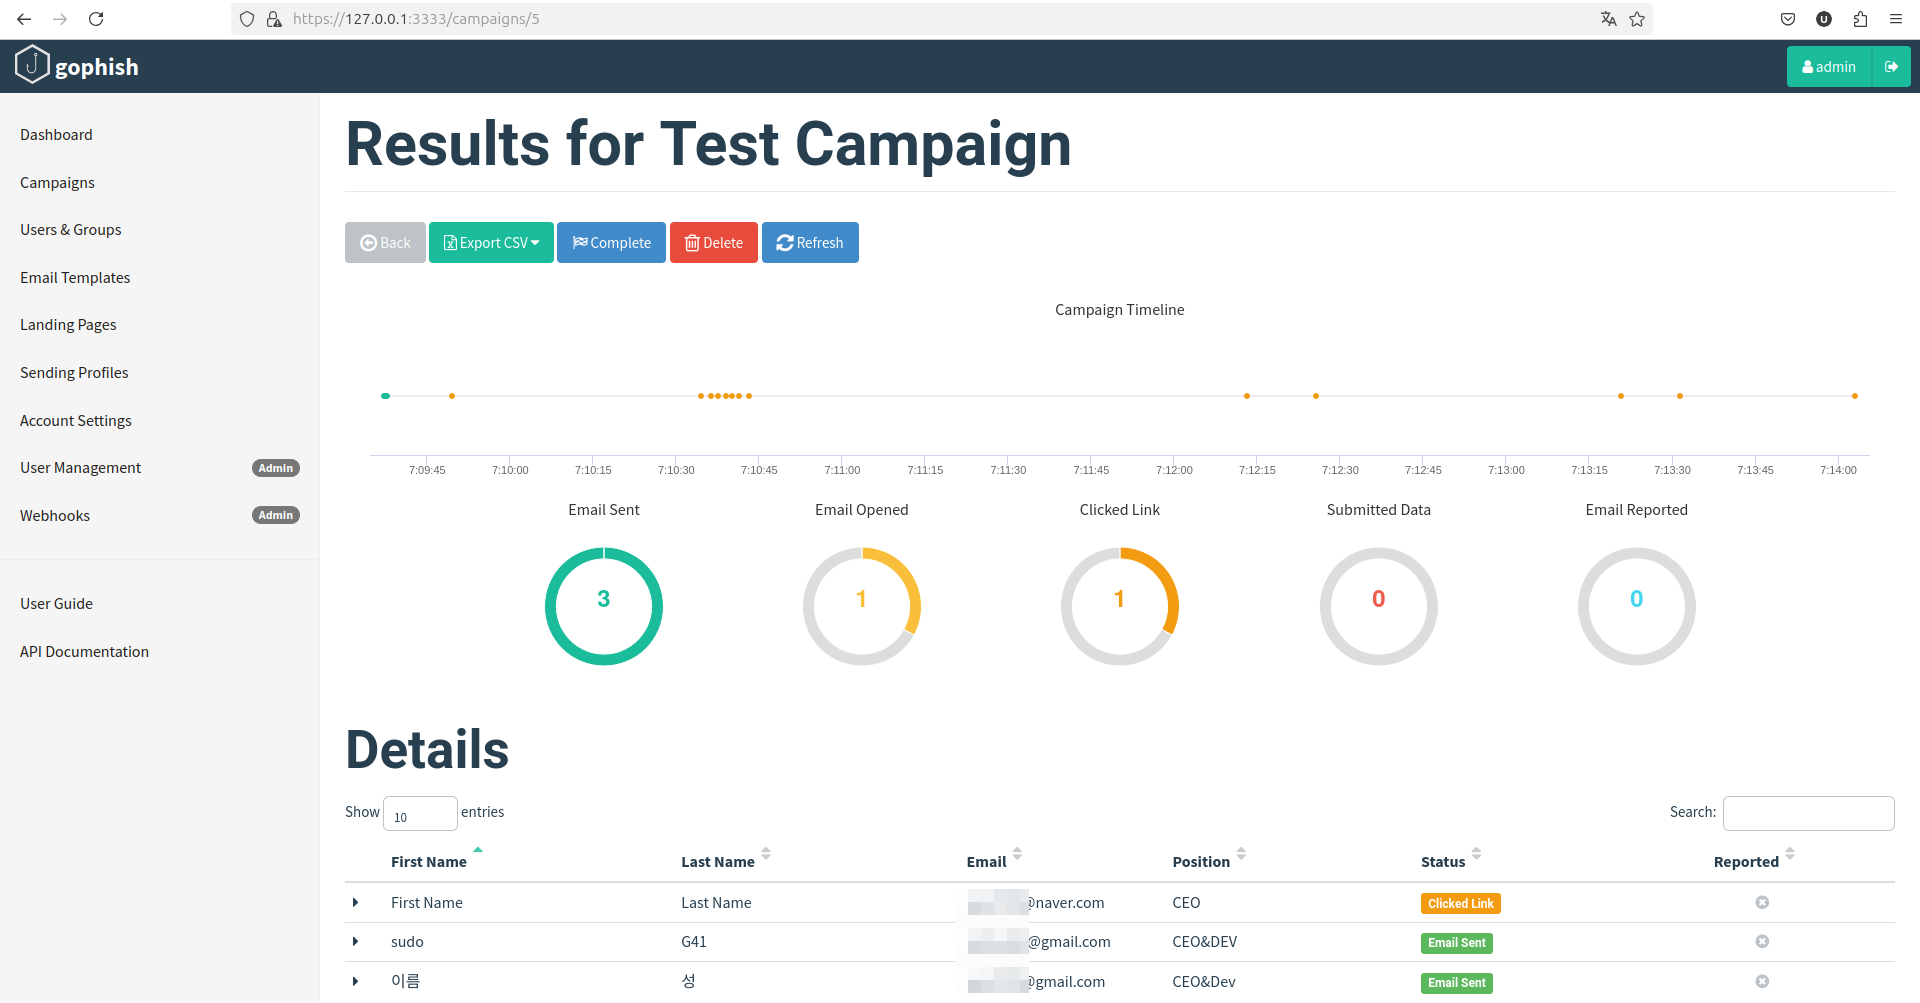 https://127.0.0.1:3333/campaigns/5
gophish
admin
Dashboard
Campaigns
Users & Groups
Email Templates
Landing Pages
Sending Profiles
Account Settings
User Management Admin
Webhooks Admin
User Guide
API Documentation
Results for Test Campaign
Back Export CSV Complete Delete Refresh
Campaign Timeline
7:09:45 7:10:00 7:10:15 7:10:30 7:10:45 7:11:00 7:11:15 7:11:30 7:11:45 7:12:00 7:12:15 7:12:30 7:12:45 7:13:00 7:13:15 7:13:30 7:13:45 7:14:00
Email Sent Email Opened Clicked Link Submitted Data Email Reported
3 1 1 0 0
Details
Show 10 entries Search:
First Name Last Name Email Position Status Reported
First Name Last Name @naver.com CEO Clicked Link
sudo G41 @gmail.com CEO&DEV Email Sent
이름 성 @gmail.com CEO&Dev Email Sent